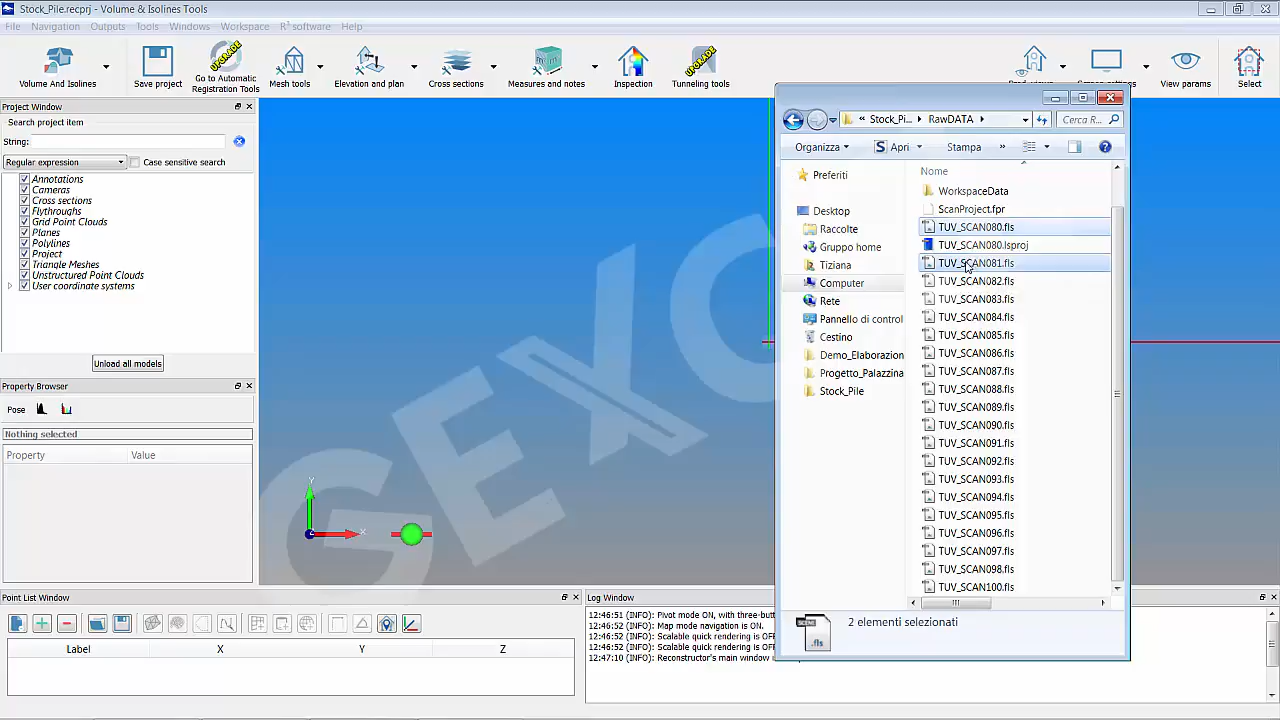 Stock_Pile.recprj - Volume & Isolines Tools
File Navigation Outputs Tools Windows Workspace R³ software Help
Volume And Isolines
Save project
UPGRADE
Go to Automatic
Registration Tools
Mesh tools
Elevation and plan
Cross sections
Measures and notes
Inspection
UPGRADE
Tunneling tools
View params
Select
Project Window
Search project item
String:
Regular expression
Case sensitive search
Annotations
Cameras
Cross sections
Flythroughs
Grid Point Clouds
Planes
Polylines
Project
Triangle Meshes
Unstructured Point Clouds
User coordinate systems
Unload all models
Property Browser
Pose
Nothing selected
Property Value
GEXC
Y
X
« Stock_Pi... RawDATA
Cerca R...
Organizza
Apri
Stampa
»
Preferiti
Desktop
Raccolte
Gruppo home
Tiziana
Computer
Rete
Pannello di control
Cestino
Demo_Elaborazion
Progetto_Palazzina
Stock_Pile
Nome
WorkspaceData
ScanProject.fpr
TUV_SCAN080.fls
TUV_SCAN080.lsproj
TUV_SCAN081.fls
TUV_SCAN082.fls
TUV_SCAN083.fls
TUV_SCAN084.fls
TUV_SCAN085.fls
TUV_SCAN086.fls
TUV_SCAN087.fls
TUV_SCAN088.fls
TUV_SCAN089.fls
TUV_SCAN090.fls
TUV_SCAN091.fls
TUV_SCAN092.fls
TUV_SCAN093.fls
TUV_SCAN094.fls
TUV_SCAN095.fls
TUV_SCAN096.fls
TUV_SCAN097.fls
TUV_SCAN098.fls
TUV_SCAN100.fls
.fls
2 elementi selezionati
Point List Window
Label X Y Z
Log Window
12:46:51 (INFO): Pivot mode ON, with three-butt
12:46:52 (INFO): Map mode navigation is ON.
12:46:52 (INFO): Scalable quick rendering is OFF
12:46:52 (INFO): Scalable quick rendering is OFF
12:47:10 (INFO): Reconstructor's main window